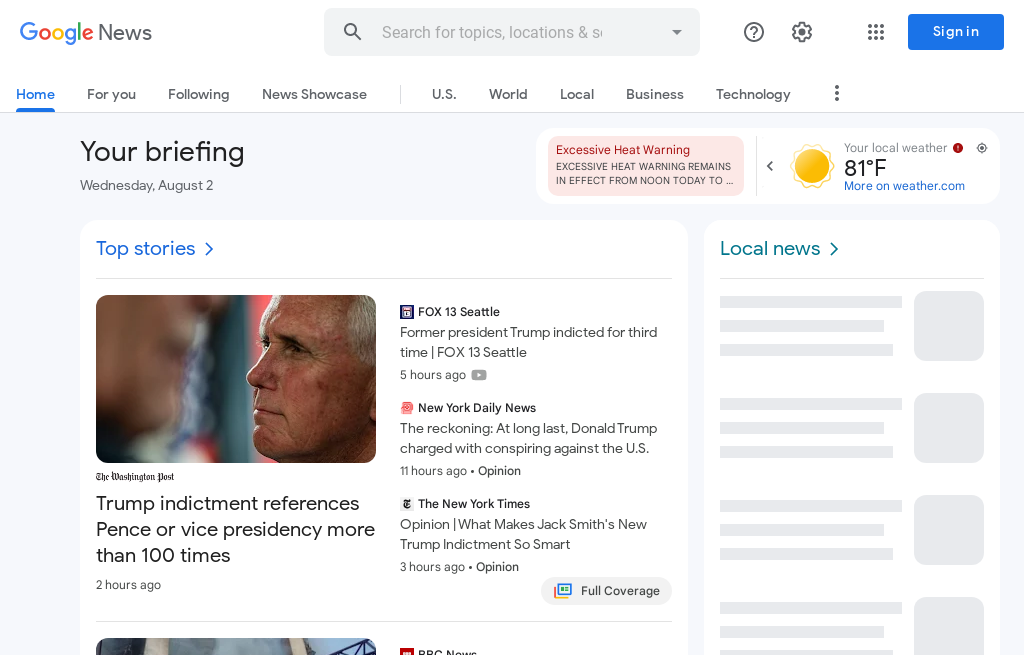 Google News
Search for topics, locations & s
Sign in
Home
For you
Following
News Showcase
U.S.
World
Local
Business
Technology
Your briefing
Wednesday, August 2
Excessive Heat Warning
EXCESSIVE HEAT WARNING REMAINS
IN EFFECT FROM NOON TODAY TO …
Your local weather
81°F
More on weather.com
Top stories
The Washington Post
Trump indictment references
Pence or vice presidency more
than 100 times
2 hours ago
FOX 13 Seattle
Former president Trump indicted for third
time | FOX 13 Seattle
5 hours ago
New York Daily News
The reckoning: At long last, Donald Trump
charged with conspiring against the U.S.
11 hours ago • Opinion
The New York Times
Opinion | What Makes Jack Smith's New
Trump Indictment So Smart
3 hours ago • Opinion
Full Coverage
BBC News
Local news